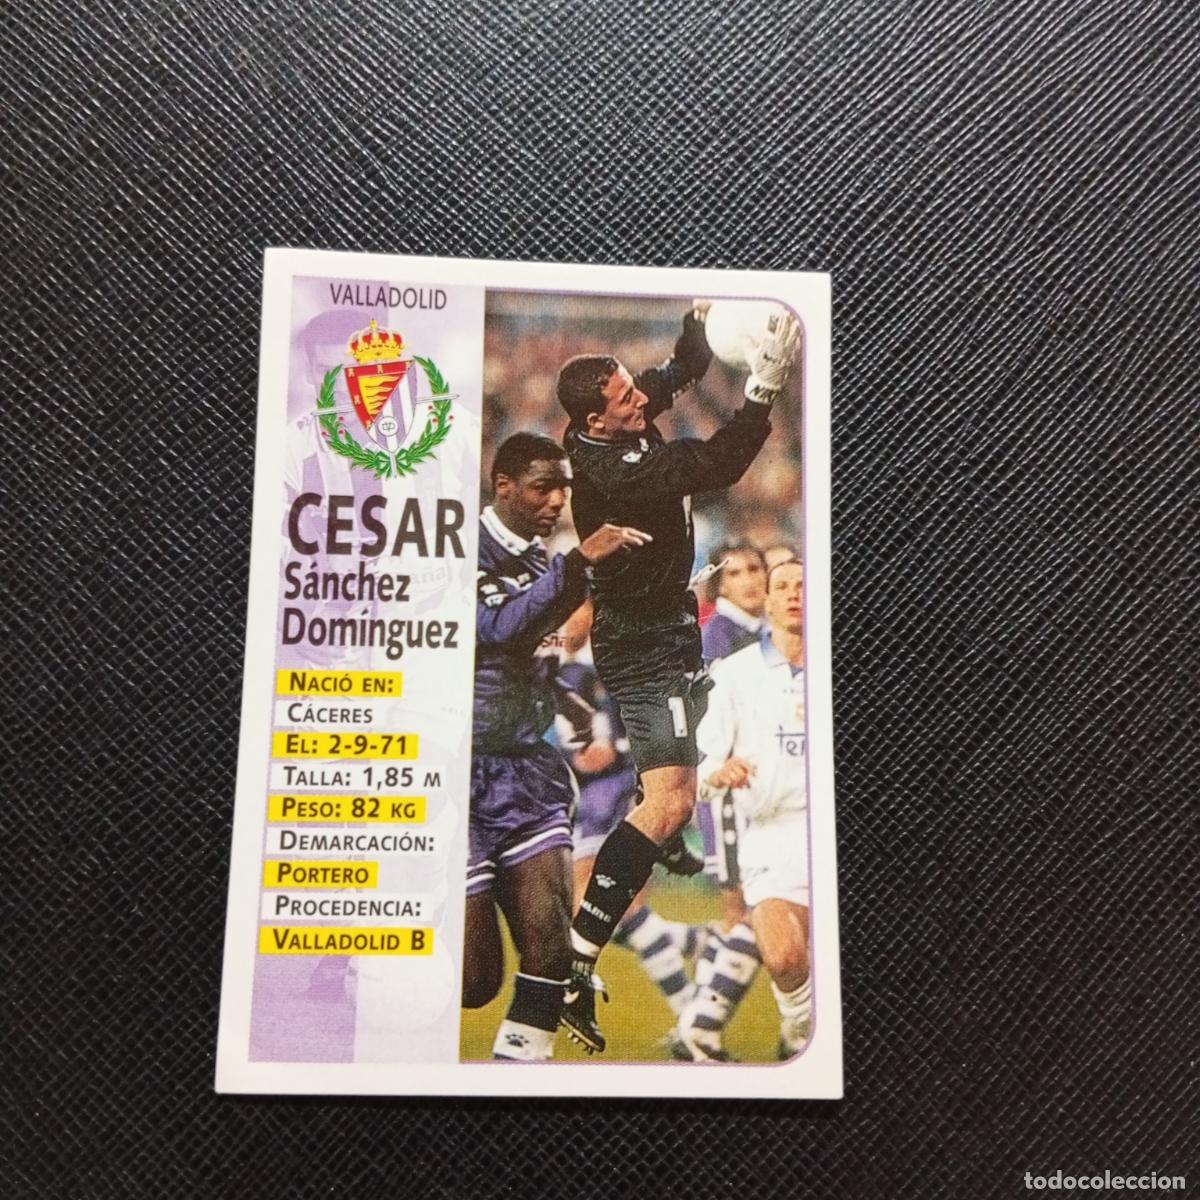 VALLADOLID
CESAR
Sánchez
Domínguez
NACIÓ EN:
CÁCERES
EL: 2-9-71
TALLA: 1,85 M
PESO: 82 KG
DEMARCACIÓN:
PORTERO
PROCEDENCIA:
VALLADOLID B
1
todocoleccion